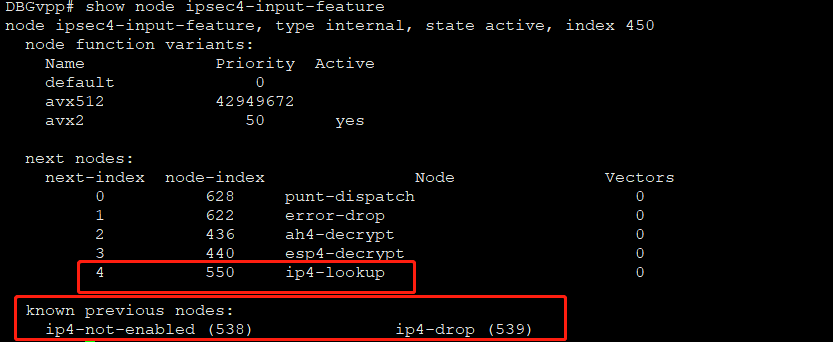 DBGvpp# show node ipsec4-input-feature
node ipsec4-input-feature, type internal, state active, index 450
node function variants:
Name Priority Active
default 0
avx512 42949672
avx2 50 yes
next nodes:
next-index node-index Node Vectors
0 628 punt-dispatch 0
1 622 error-drop 0
2 436 ah4-decrypt 0
3 440 esp4-decrypt 0
4 550 ip4-lookup 0
known previous nodes:
ip4-not-enabled (538) ip4-drop (539)